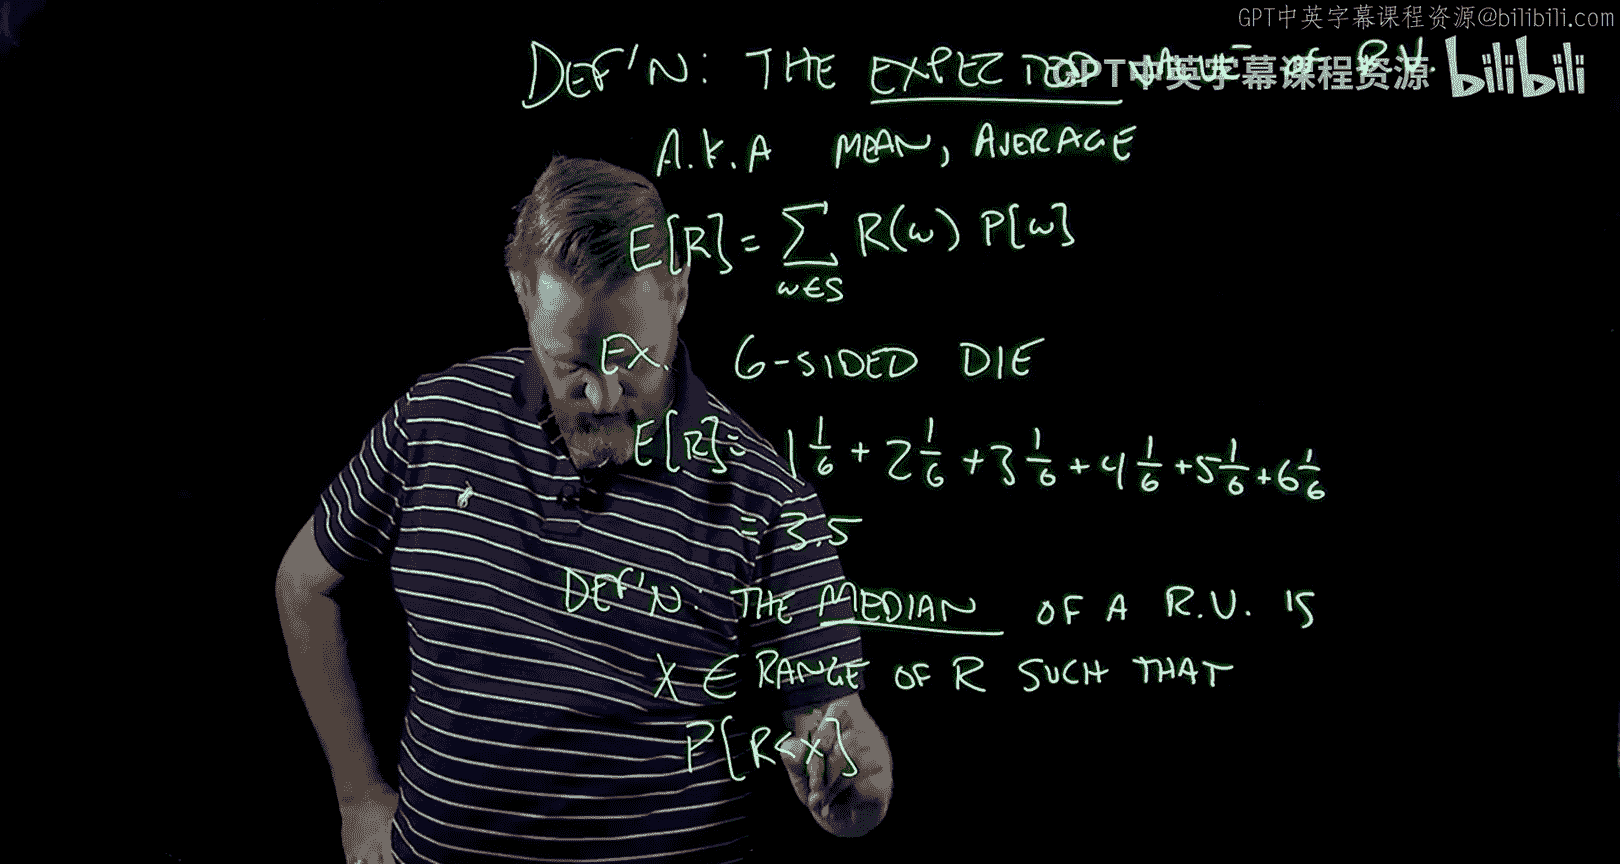 GPT中英字幕课程资源@bilibili.com
DEF'N: THE EXPECTED VALUE OF R.V.
GPT中英字幕课程资源 bilibili
A.K.A MEAN, AVERAGE
E[R] = ∑ R(ω) P[ω]
ω∈S
EX. 6-SIDED DIE
E[R] = 1 1/6 + 2 1/6 + 3 1/6 + 4 1/6 + 5 1/6 + 6 1/6
= 3.5
DEF'N: THE MEDIAN OF A R.V. IS
X ∈ RANGE OF R SUCH THAT
P[R<X]